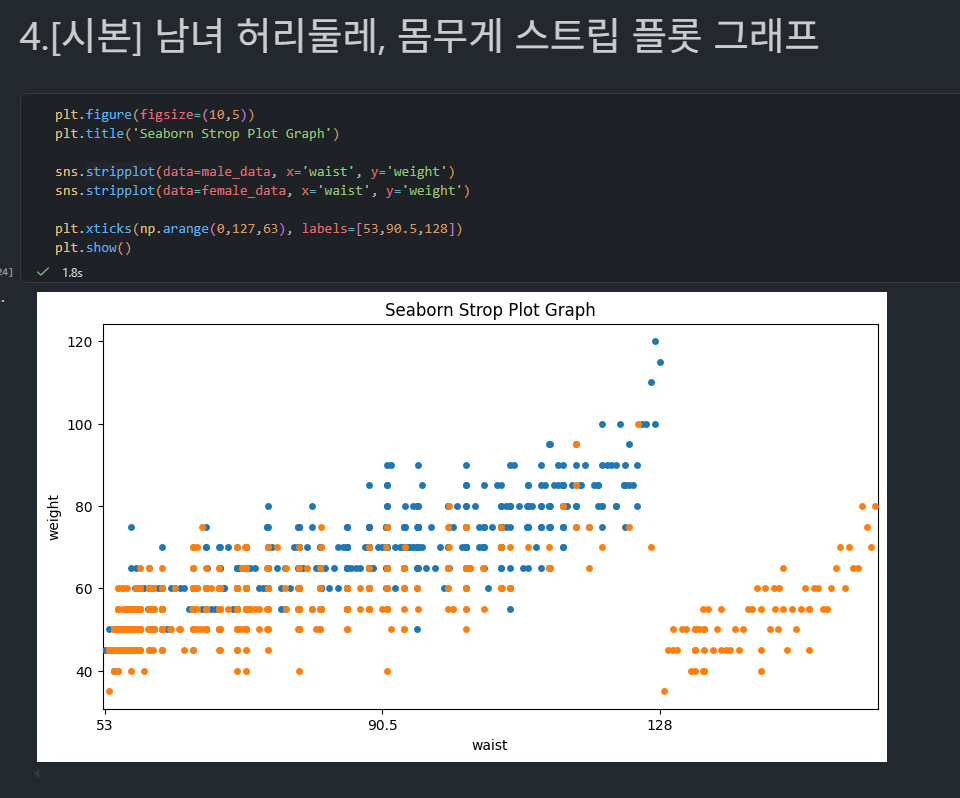 4.[시본] 남녀 허리둘레, 몸무게 스트립 플롯 그래프
plt.figure(figsize=(10,5))
plt.title('Seaborn Strop Plot Graph')
sns.stripplot(data=male_data, x='waist', y='weight')
sns.stripplot(data=female_data, x='waist', y='weight')
plt.xticks(np.arange(0,127,63), labels=[53,90.5,128])
plt.show()
24]
1.8s
Seaborn Strop Plot Graph
120
100
80
60
40
weight
53
90.5
128
waist